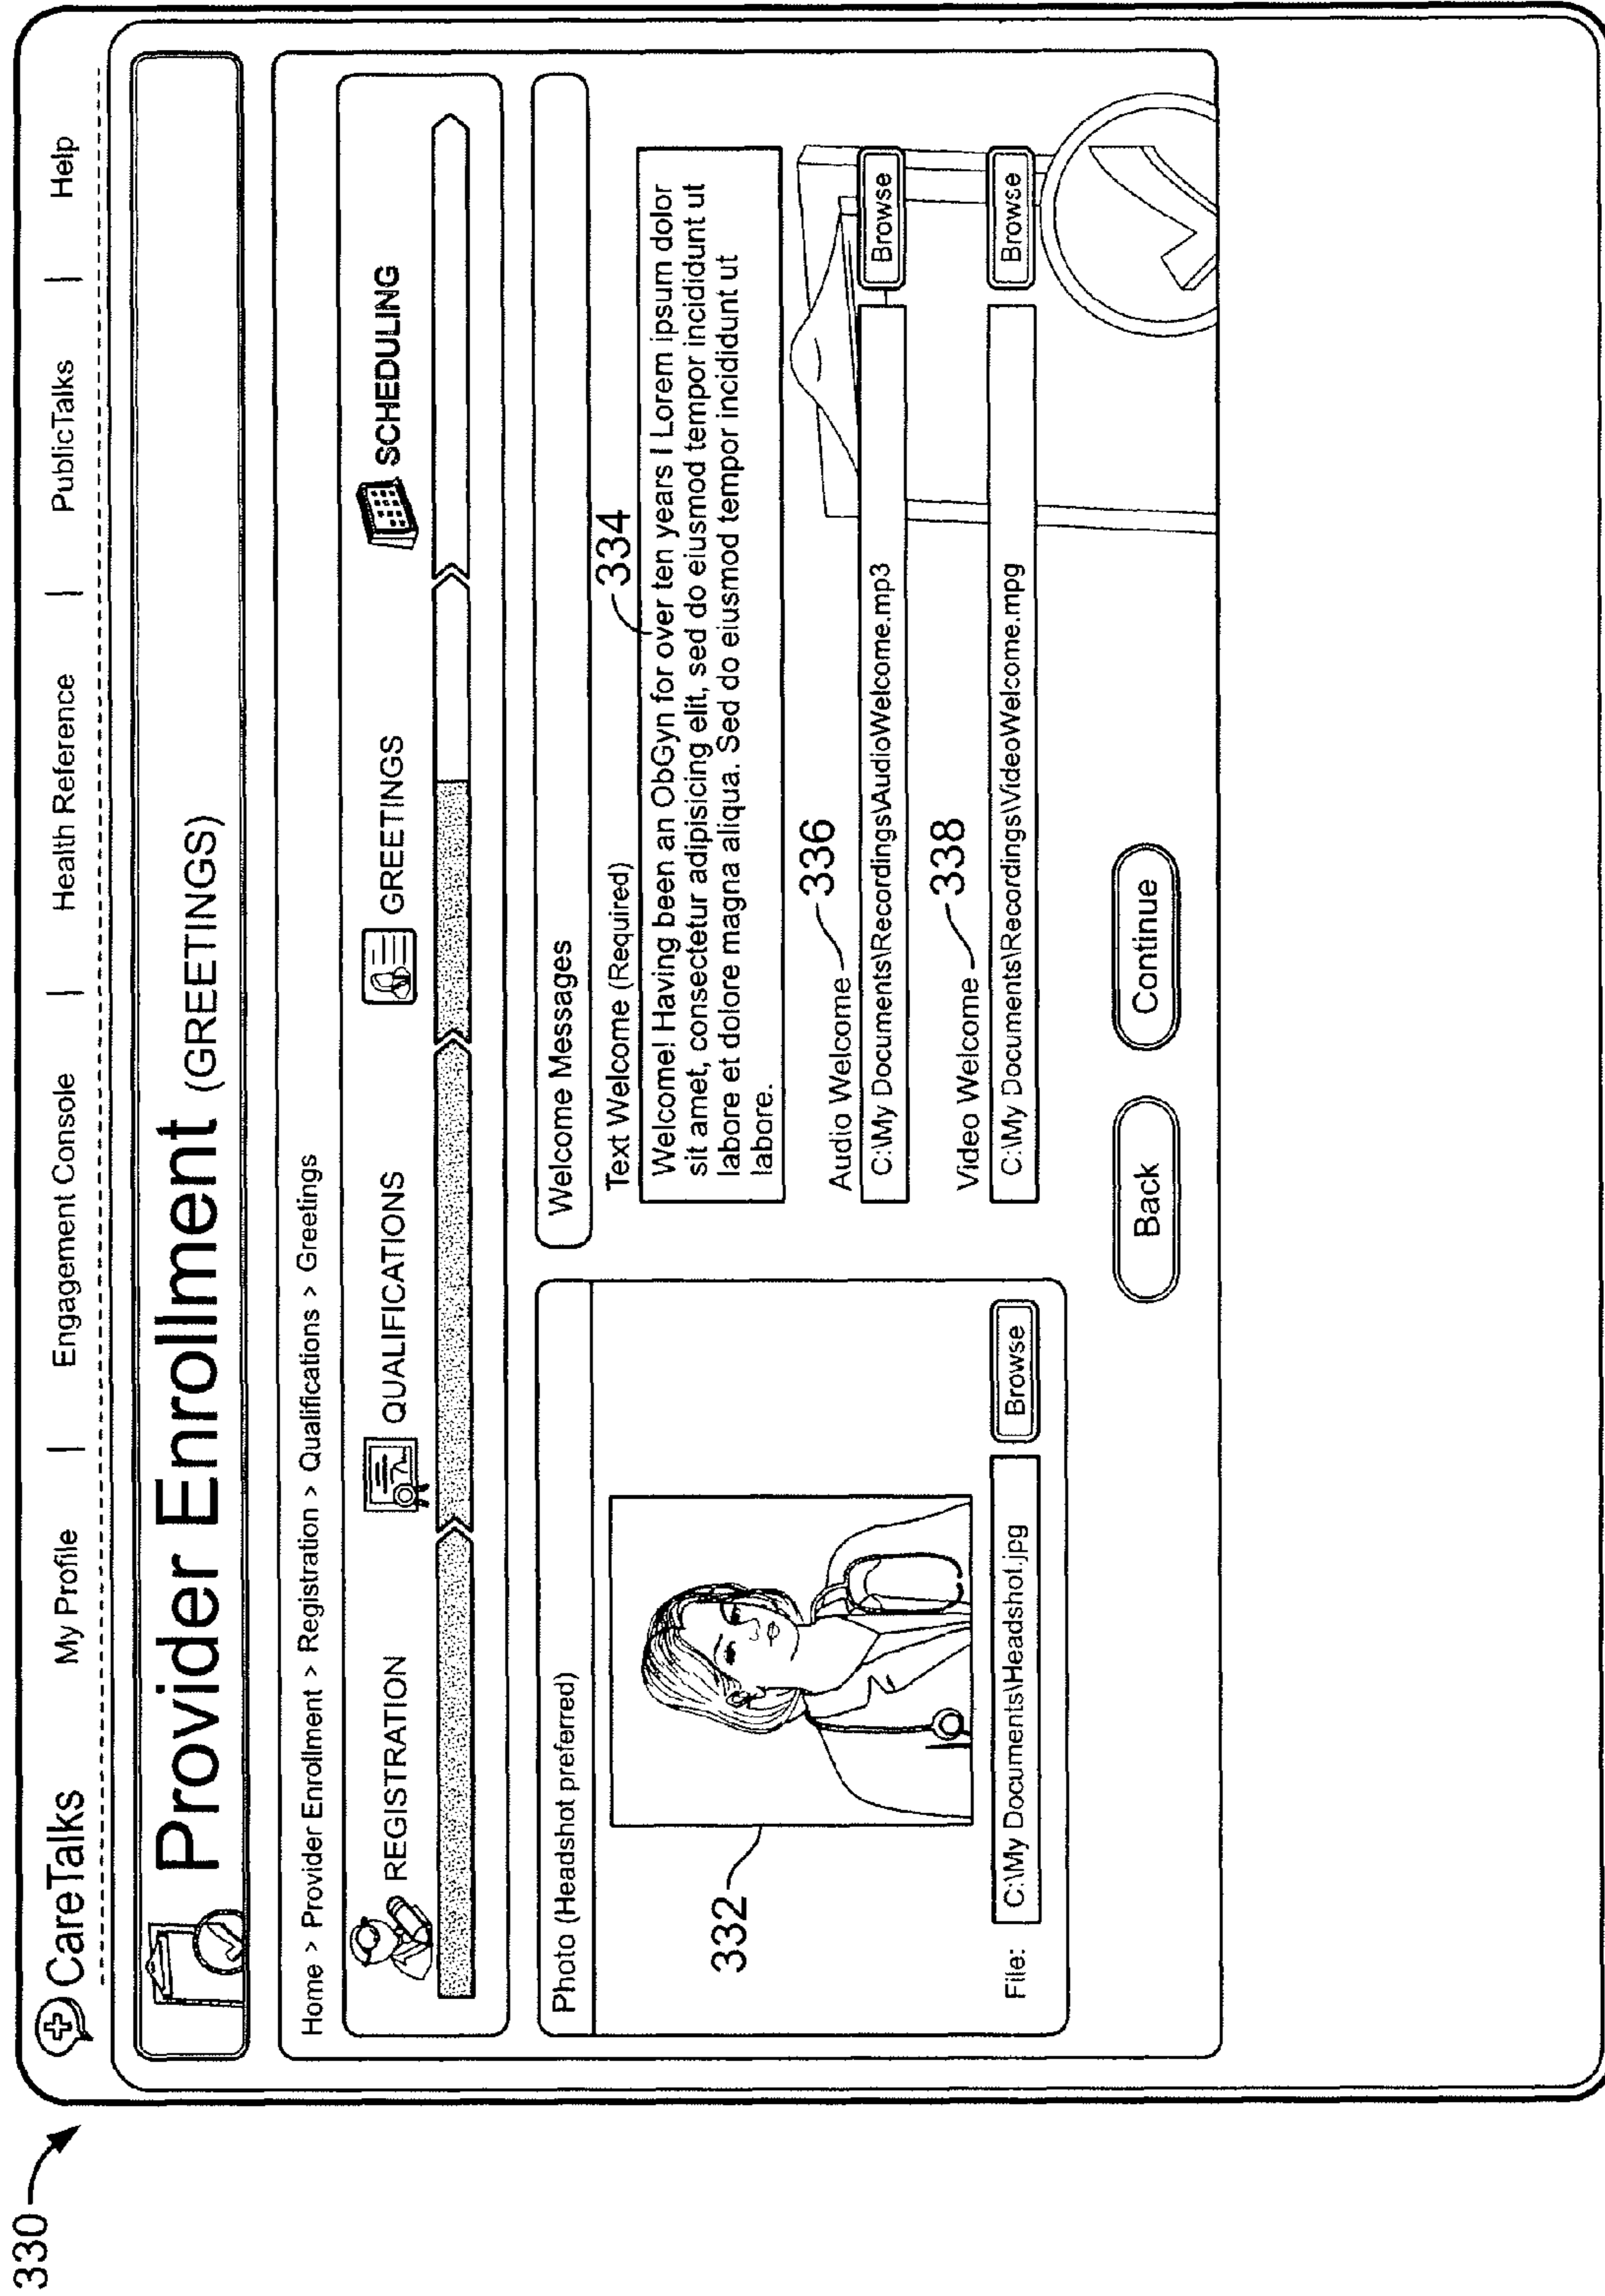 330
CareTalks
My Profile | Engagement Console | Health Reference | PublicTalks | Help
Provider Enrollment (GREETINGS)
Home > Provider Enrollment > Registration > Qualifications > Greetings
REGISTRATION QUALIFICATIONS GREETINGS SCHEDULING
Photo (Headshot preferred)
332
File: C:\My Documents\Headshot.jpg Browse
Welcome Messages
Text Welcome (Required)
334
Welcome! Having been an ObGyn for over ten years I Lorem ipsum dolor
sit amet, consectetur adipisicing elit, sed do eiusmod tempor incididunt ut
labore et dolore magna aliqua. Sed do eiusmod tempor incididunt ut
labore.
Audio Welcome 336
C:\My Documents\Recordings\AudioWelcome.mp3 Browse
Video Welcome 338
C:\My Documents\Recordings\VideoWelcome.mpg Browse
Back Continue